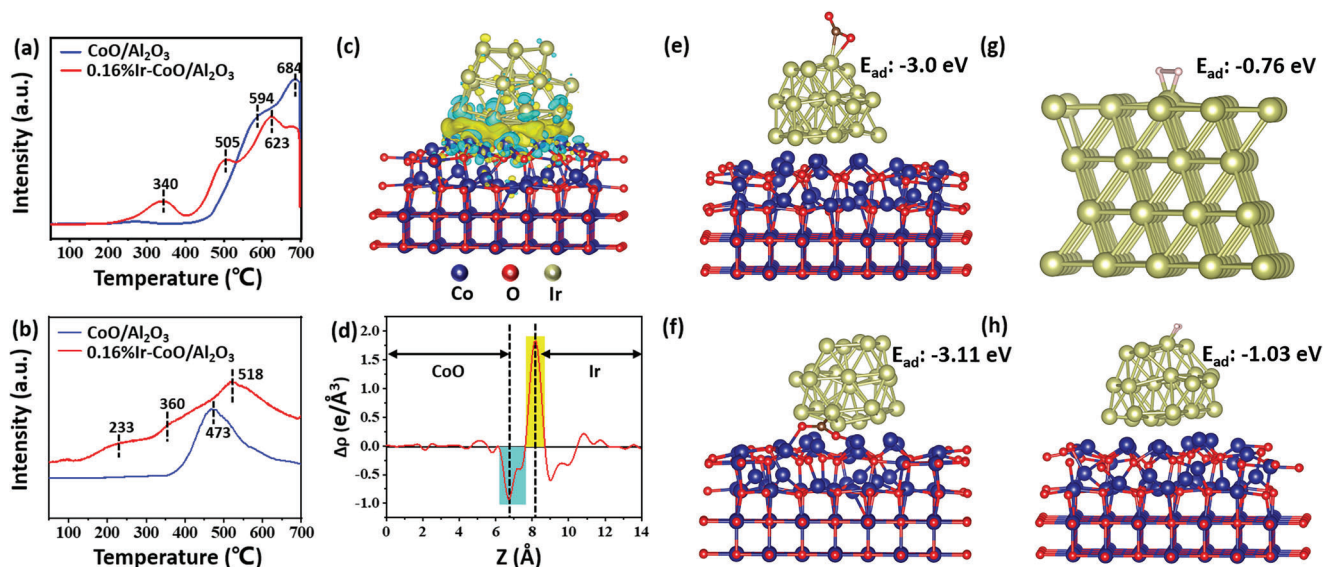 (a)
CoO/Al₂O₃
0.16%Ir-CoO/Al₂O₃
684
594
505
623
340
Intensity (a.u.)
100 200 300 400 500 600 700
Temperature (℃)
(b)
CoO/Al₂O₃
0.16%Ir-CoO/Al₂O₃
518
360
233
473
Intensity (a.u.)
100 200 300 400 500 600 700
Temperature (℃)
(c)
Co O Ir
(d)
2.0
1.5
1.0
0.5
0.0
-0.5
-1.0
Δρ (e/Å³)
CoO Ir
0 2 4 6 8 10 12 14
Z (Å)
(e)
E_ad: -3.0 eV
(f)
E_ad: -3.11 eV
(g)
E_ad: -0.76 eV
(h)
E_ad: -1.03 eV